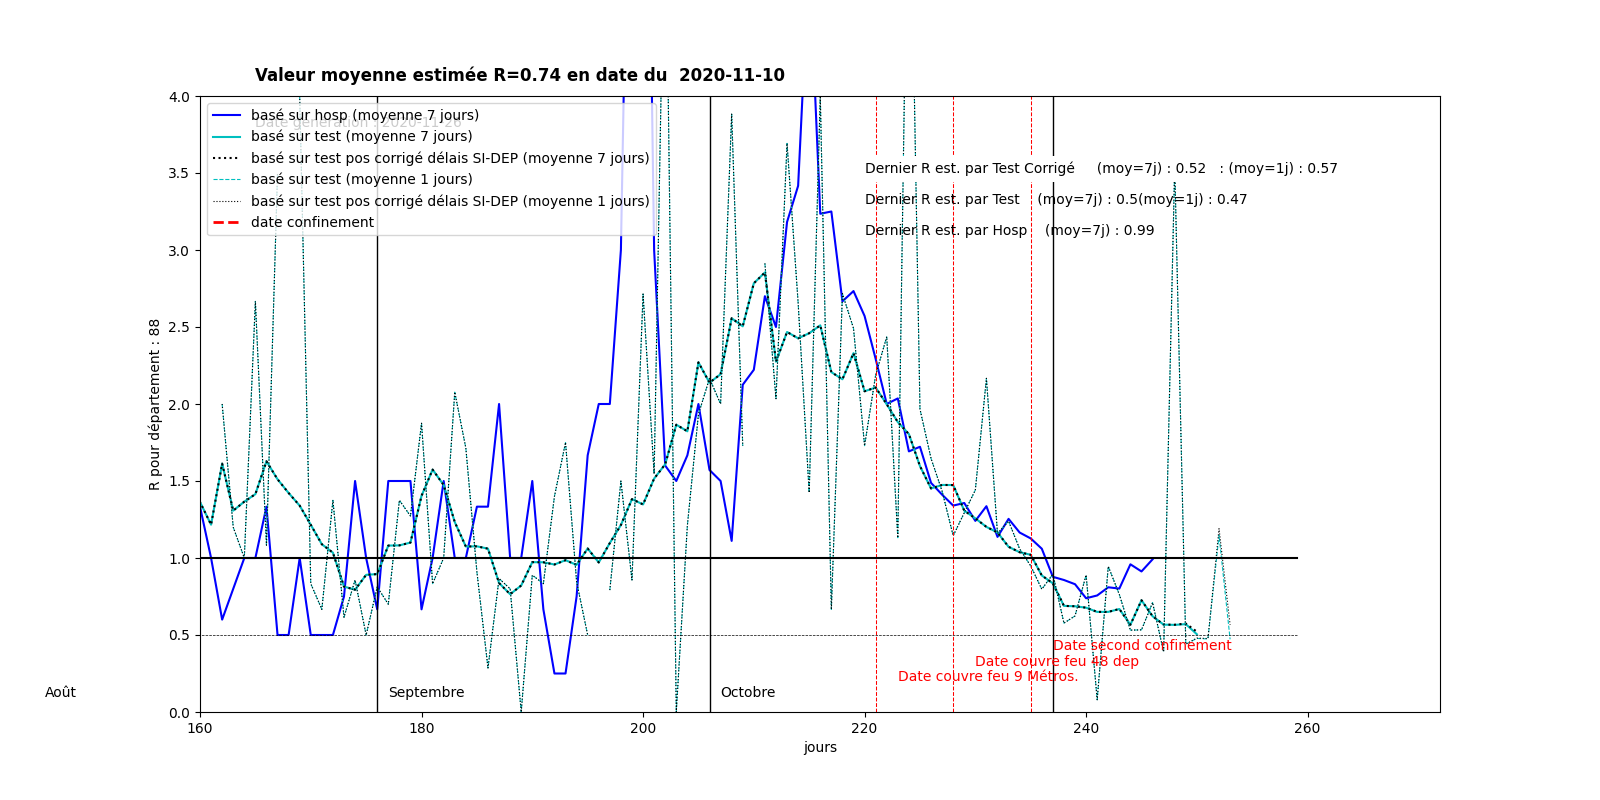 Valeur moyenne estimée R=0.74 en date du  2020-11-10
Date génération : 2020-11-26
basé sur hosp (moyenne 7 jours)
basé sur test (moyenne 7 jours)
basé sur test pos corrigé délais SI-DEP (moyenne 7 jours)
basé sur test (moyenne 1 jours)
basé sur test pos corrigé délais SI-DEP (moyenne 1 jours)
date confinement
Dernier R est. par Test Corrigé     (moy=7j) : 0.52   : (moy=1j) : 0.57
Dernier R est. par Test    (moy=7j) : 0.5(moy=1j) : 0.47
Dernier R est. par Hosp    (moy=7j) : 0.99
4.0
3.5
3.0
2.5
2.0
1.5
1.0
0.5
0.0
R pour département : 88
Date second confinement
Date couvre feu 48 dep
Date couvre feu 9 Métros.
Août
Septembre
Octobre
160 180 200 220 240 260
jours